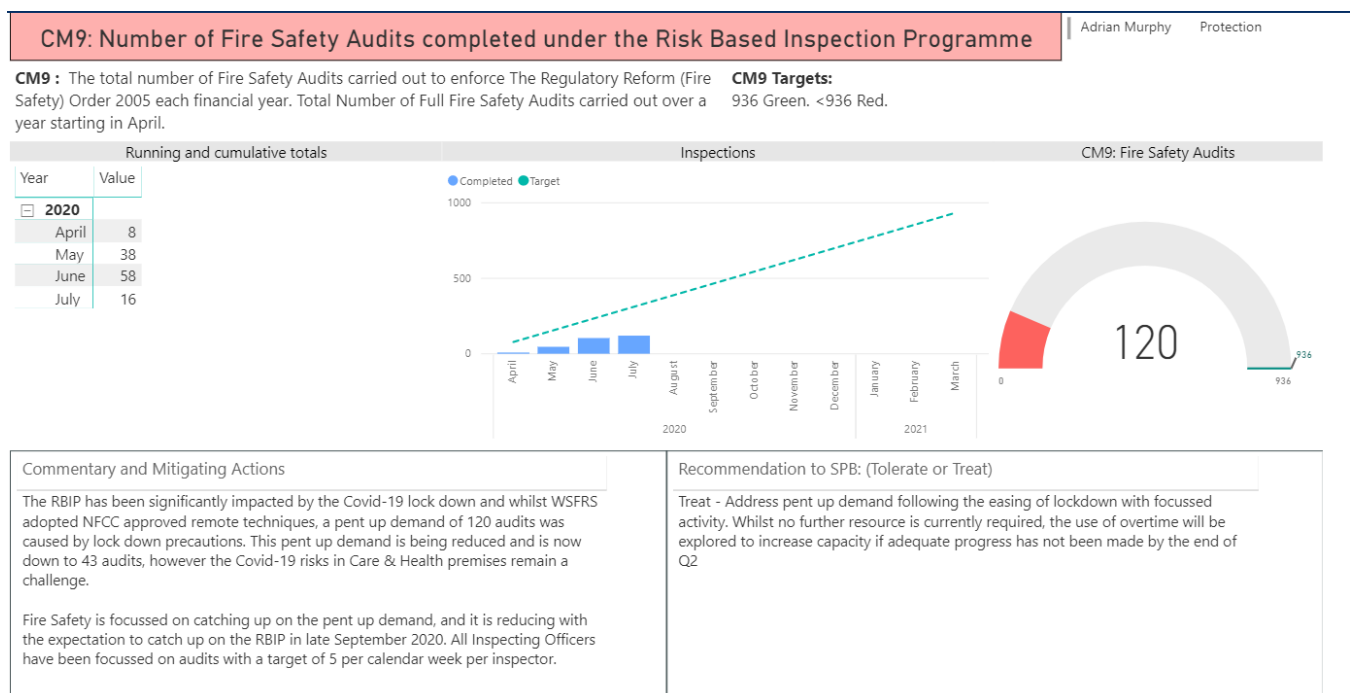 CM9: Number of Fire Safety Audits completed under the Risk Based Inspection Programme
Adrian Murphy Protection
CM9 : The total number of Fire Safety Audits carried out to enforce The Regulatory Reform (Fire
Safety) Order 2005 each financial year. Total Number of Full Fire Safety Audits carried out over a
year starting in April.
CM9 Targets:
936 Green. <936 Red.
Running and cumulative totals
Year Value
2020
April 8
May 38
June 58
July 16
Inspections
Completed Target
1000
500
0
April
May
June
July
August
September
October
November
December
January
February
March
2020
2021
CM9: Fire Safety Audits
120
0
936
936
Commentary and Mitigating Actions
The RBIP has been significantly impacted by the Covid-19 lock down and whilst WSFRS
adopted NFCC approved remote techniques, a pent up demand of 120 audits was
caused by lock down precautions. This pent up demand is being reduced and is now
down to 43 audits, however the Covid-19 risks in Care & Health premises remain a
challenge.
Fire Safety is focussed on catching up on the pent up demand, and it is reducing with
the expectation to catch up on the RBIP in late September 2020. All Inspecting Officers
have been focussed on audits with a target of 5 per calendar week per inspector.
Recommendation to SPB: (Tolerate or Treat)
Treat - Address pent up demand following the easing of lockdown with focussed
activity. Whilst no further resource is currently required, the use of overtime will be
explored to increase capacity if adequate progress has not been made by the end of
Q2